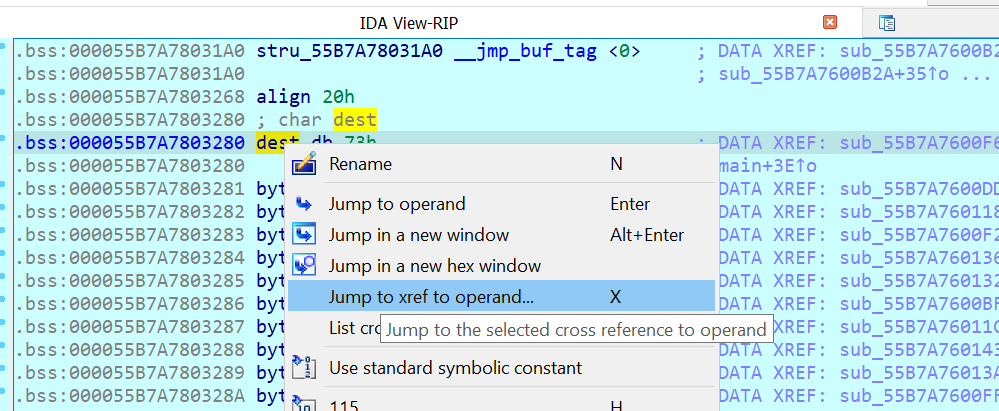 IDA View-RIP
.bss:000055B7A78031A0 stru_55B7A78031A0 __jmp_buf_tag <0> ; DATA XREF: sub_55B7A7600B2
.bss:000055B7A78031A0 ; sub_55B7A7600B2A+35↑o ...
.bss:000055B7A7803268 align 20h
.bss:000055B7A7803280 ; char dest
.bss:000055B7A7803280 dest db 73h ; DATA XREF: sub_55B7A7600F6
.bss:000055B7A7803280 main+3E↑o
.bss:000055B7A7803281 byt DATA XREF: sub_55B7A7600DD
.bss:000055B7A7803282 byt DATA XREF: sub_55B7A760118
.bss:000055B7A7803283 byt DATA XREF: sub_55B7A7600F2
.bss:000055B7A7803284 byt DATA XREF: sub_55B7A760136
.bss:000055B7A7803285 byt DATA XREF: sub_55B7A760132
.bss:000055B7A7803286 byt DATA XREF: sub_55B7A7600BF
.bss:000055B7A7803287 byt DATA XREF: sub_55B7A76011C
.bss:000055B7A7803288 byt DATA XREF: sub_55B7A760143
.bss:000055B7A7803289 byt DATA XREF: sub_55B7A76013A
.bss:000055B7A780328A byt DATA XREF: sub_55B7A7600FF
Rename N
Jump to operand Enter
Jump in a new window Alt+Enter
Jump in a new hex window
Jump to xref to operand... X
List cro
Jump to the selected cross reference to operand
Use standard symbolic constant
115 H